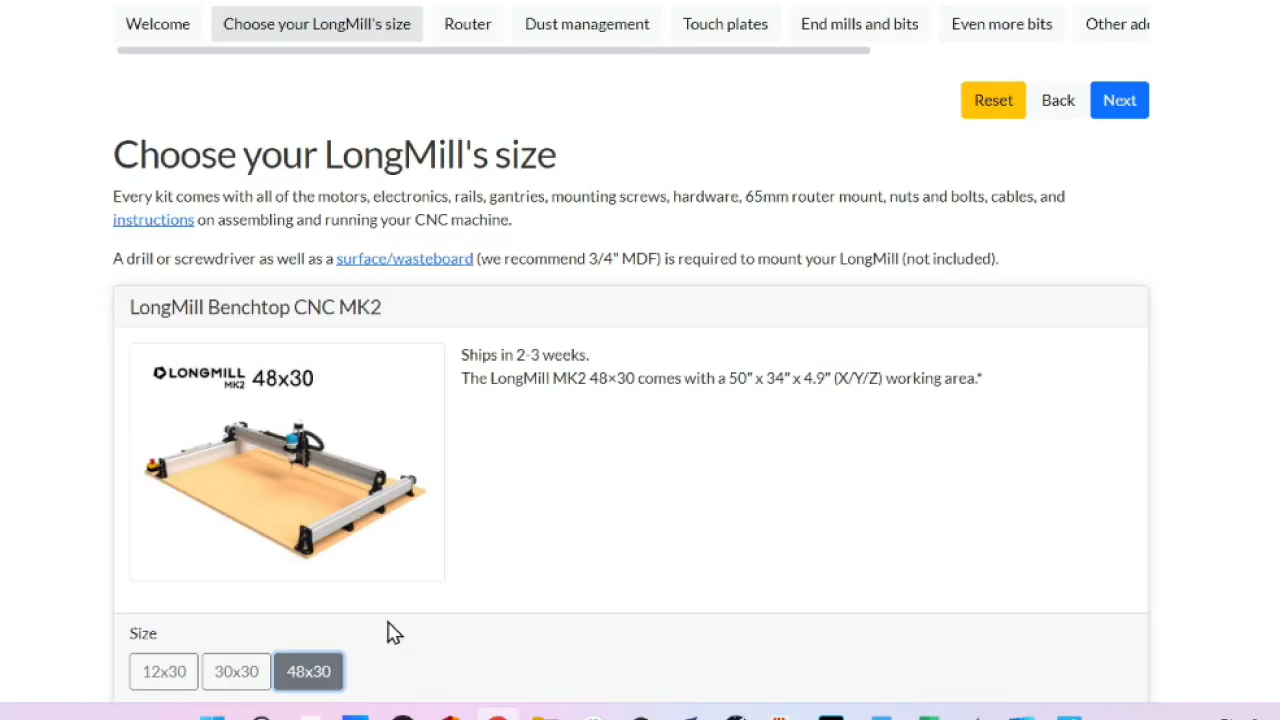 Welcome
Choose your LongMill's size
Router
Dust management
Touch plates
End mills and bits
Even more bits
Other
Reset
Back
Next
Choose your LongMill's size
Every kit comes with all of the motors, electronics, rails, gantries, mounting screws, hardware, 65mm router mount, nuts and bolts, cables, and
instructions on assembling and running your CNC machine.
A drill or screwdriver as well as a surface/wasteboard (we recommend 3/4" MDF) is required to mount your LongMill (not included).
LongMill Benchtop CNC MK2
LONGMILL
MK2 48x30
Ships in 2-3 weeks.
The LongMill MK2 48×30 comes with a 50" x 34" x 4.9" (X/Y/Z) working area.*
Size
12x30
30x30
48x30